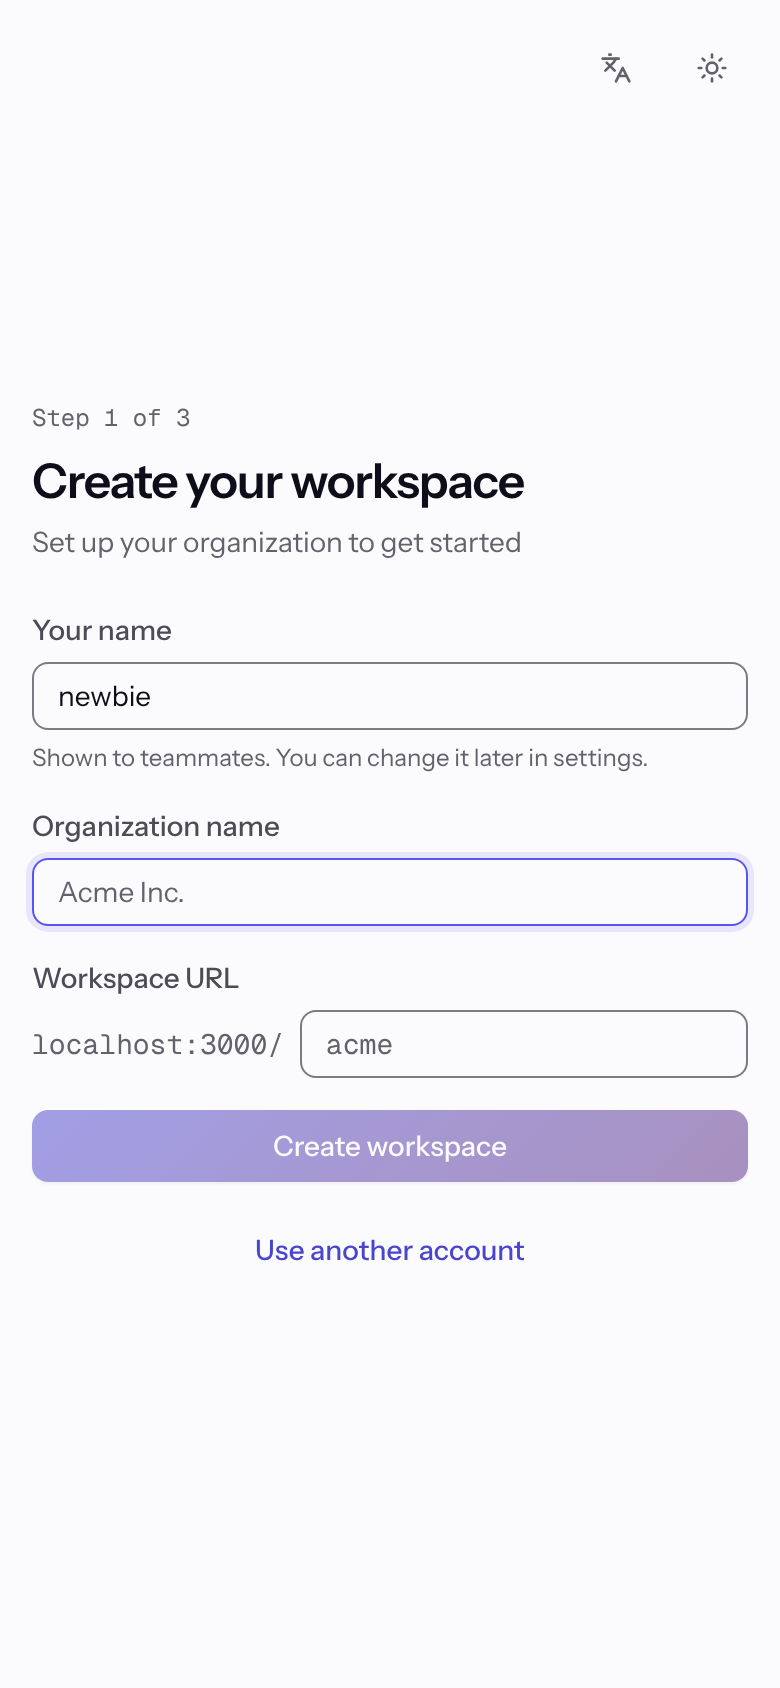 Step 1 of 3
Create your workspace
Set up your organization to get started
Your name
newbie
Shown to teammates. You can change it later in settings.
Organization name
Acme Inc.
Workspace URL
localhost:3000/ acme
Create workspace
Use another account